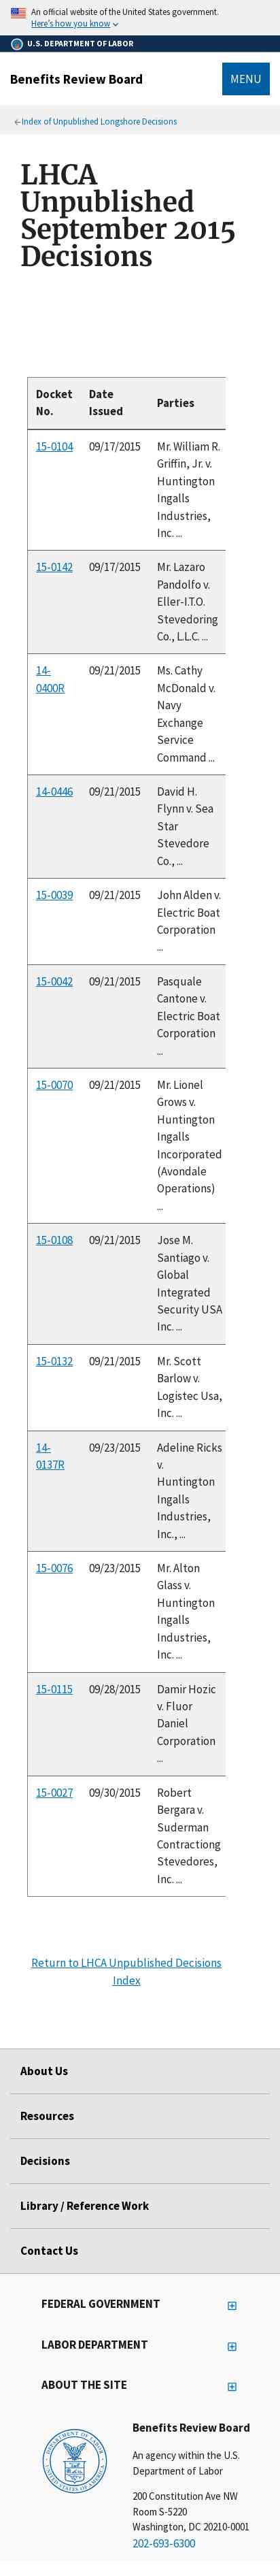 An official website of the United States government.
Here's how you know
U.S. DEPARTMENT OF LABOR
Benefits Review Board
MENU
Index of Unpublished Longshore Decisions
LHCA
Unpublished
September 2015
Decisions
Docket
No.
Date
Issued
Parties
15-0104
09/17/2015
Mr. William R.
Griffin, Jr. v.
Huntington
Ingalls
Industries,
Inc. ...
15-0142
09/17/2015
Mr. Lazaro
Pandolfo v.
Eller-I.T.O.
Stevedoring
Co., L.L.C. ...
14-
0400R
09/21/2015
Ms. Cathy
McDonald v.
Navy
Exchange
Service
Command ...
14-0446
09/21/2015
David H.
Flynn v. Sea
Star
Stevedore
Co., ...
15-0039
09/21/2015
John Alden v.
Electric Boat
Corporation
...
15-0042
09/21/2015
Pasquale
Cantone v.
Electric Boat
Corporation
...
15-0070
09/21/2015
Mr. Lionel
Grows v.
Huntington
Ingalls
Incorporated
(Avondale
Operations)
...
15-0108
09/21/2015
Jose M.
Santiago v.
Global
Integrated
Security USA
Inc. ...
15-0132
09/21/2015
Mr. Scott
Barlow v.
Logistec Usa,
Inc. ...
14-
0137R
09/23/2015
Adeline Ricks
v.
Huntington
Ingalls
Industries,
Inc., ...
15-0076
09/23/2015
Mr. Alton
Glass v.
Huntington
Ingalls
Industries,
Inc. ...
15-0115
09/28/2015
Damir Hozic
v. Fluor
Daniel
Corporation
...
15-0027
09/30/2015
Robert
Bergara v.
Suderman
Contractiong
Stevedores,
Inc. ...
Return to LHCA Unpublished Decisions
Index
About Us
Resources
Decisions
Library / Reference Work
Contact Us
FEDERAL GOVERNMENT
LABOR DEPARTMENT
ABOUT THE SITE
Benefits Review Board
An agency within the U.S.
Department of Labor
200 Constitution Ave NW
Room S-5220
Washington, DC 20210-0001
202-693-6300